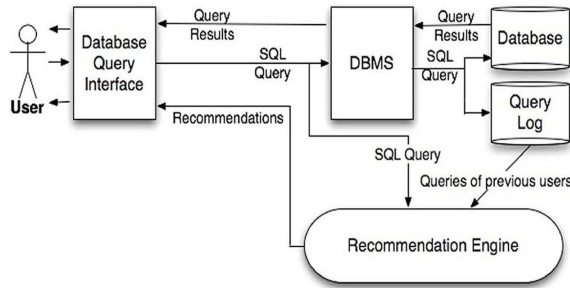 Query
Results
Query
Results
Database
Query
Interface
SQL
Query
DBMS
SQL
Query
Database
User
Recommendations
Query
Log
SQL Query
Queries of previous users
Recommendation Engine